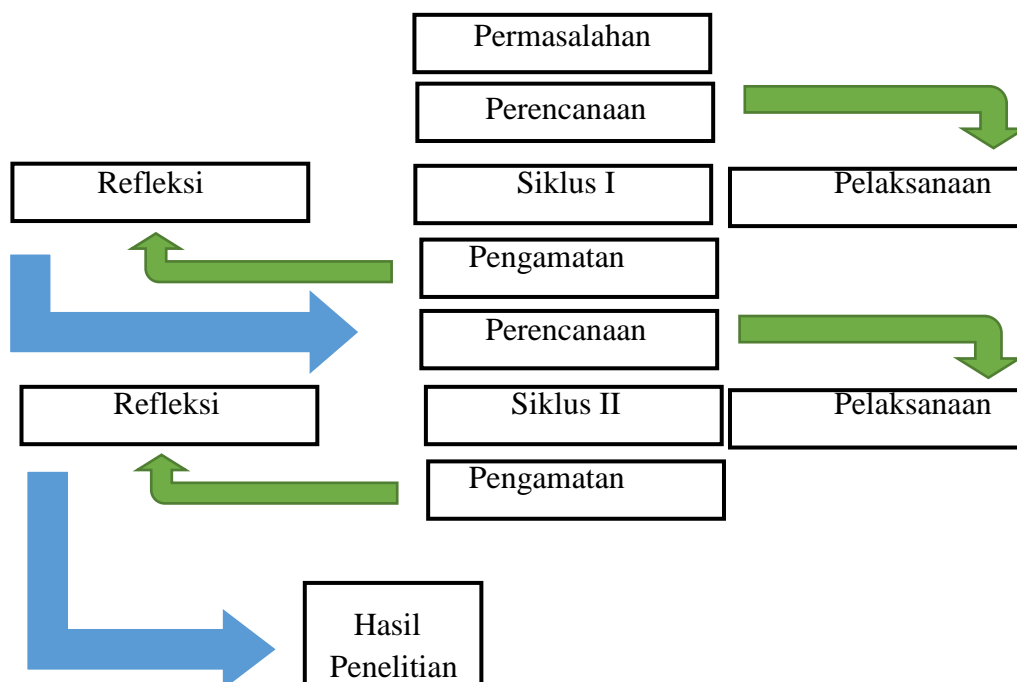 Permasalahan
Perencanaan
Refleksi
Siklus I
Pelaksanaan
Pengamatan
Perencanaan
Refleksi
Siklus II
Pelaksanaan
Pengamatan
Hasil
Penelitian